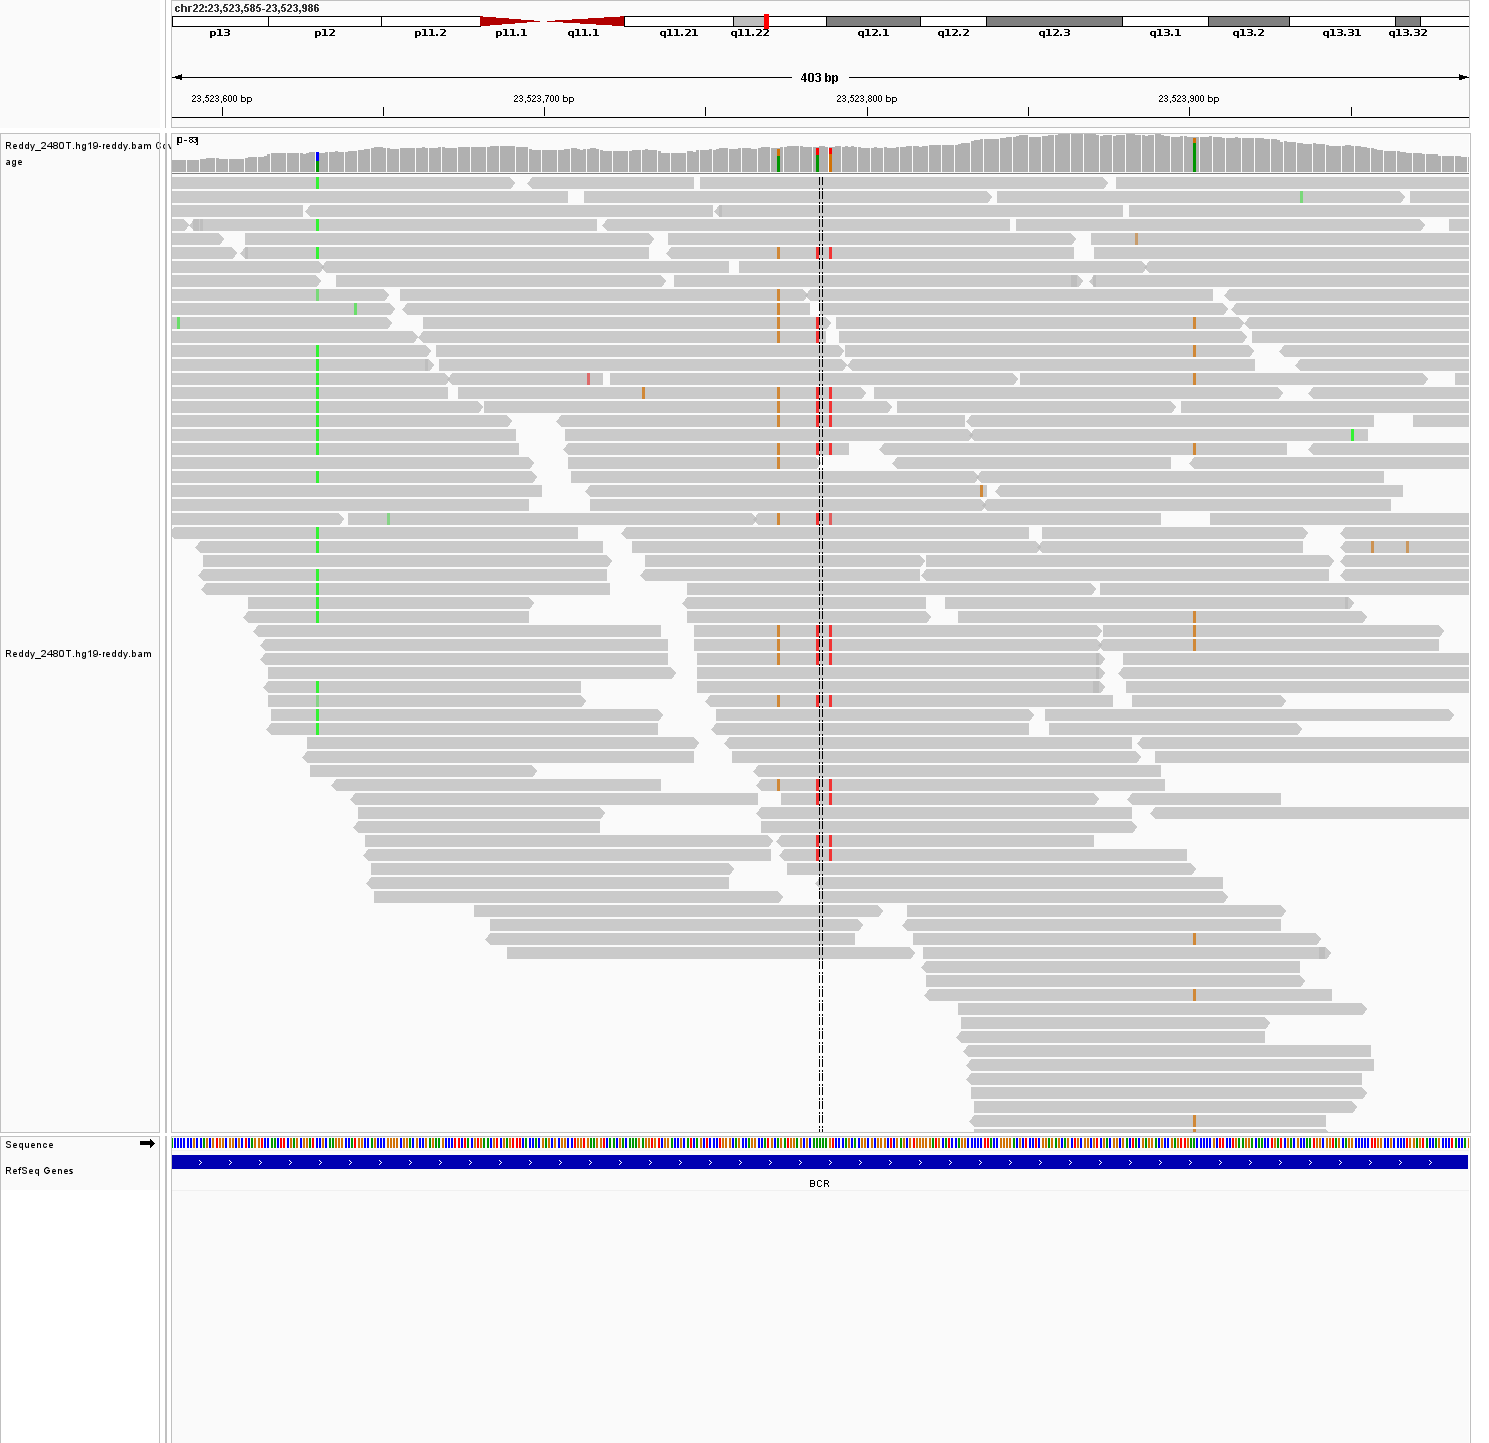 chr22:23,523,585-23,523,986
p13 p12 p11.2 p11.1 q11.1 q11.21 q11.22 q12.1 q12.2 q12.3 q13.1 q13.2 q13.31 q13.32
403 bp
23,523,600 bp 23,523,700 bp 23,523,800 bp 23,523,900 bp
[0 - 83]
Reddy_2480T.hg19-reddy.bam Cov
age
Reddy_2480T.hg19-reddy.bam
Sequence
RefSeq Genes
BCR